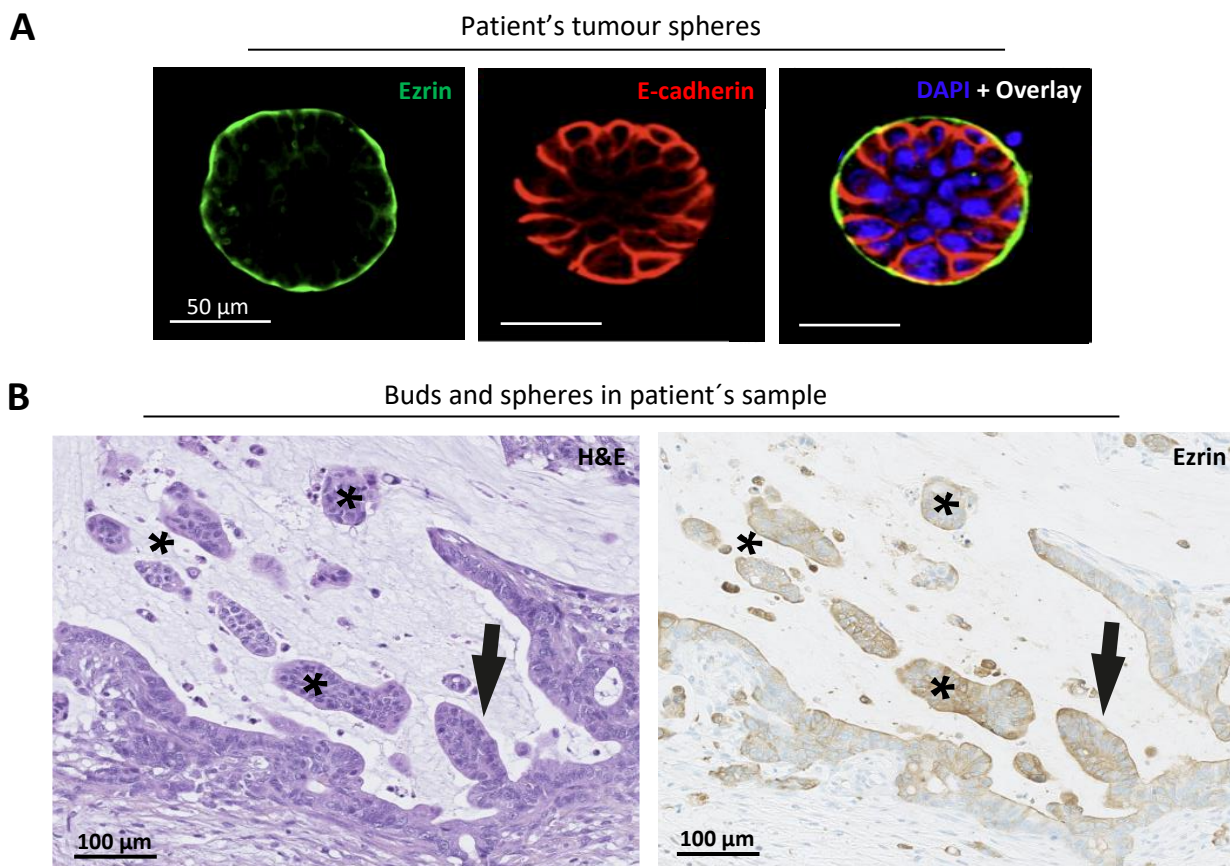 A
Patient’s tumour spheres
Ezrin
E-cadherin
DAPI + Overlay
50 µm
B
Buds and spheres in patient´s sample
H&E
Ezrin
*
*
*
*
*
*
100 µm
100 µm